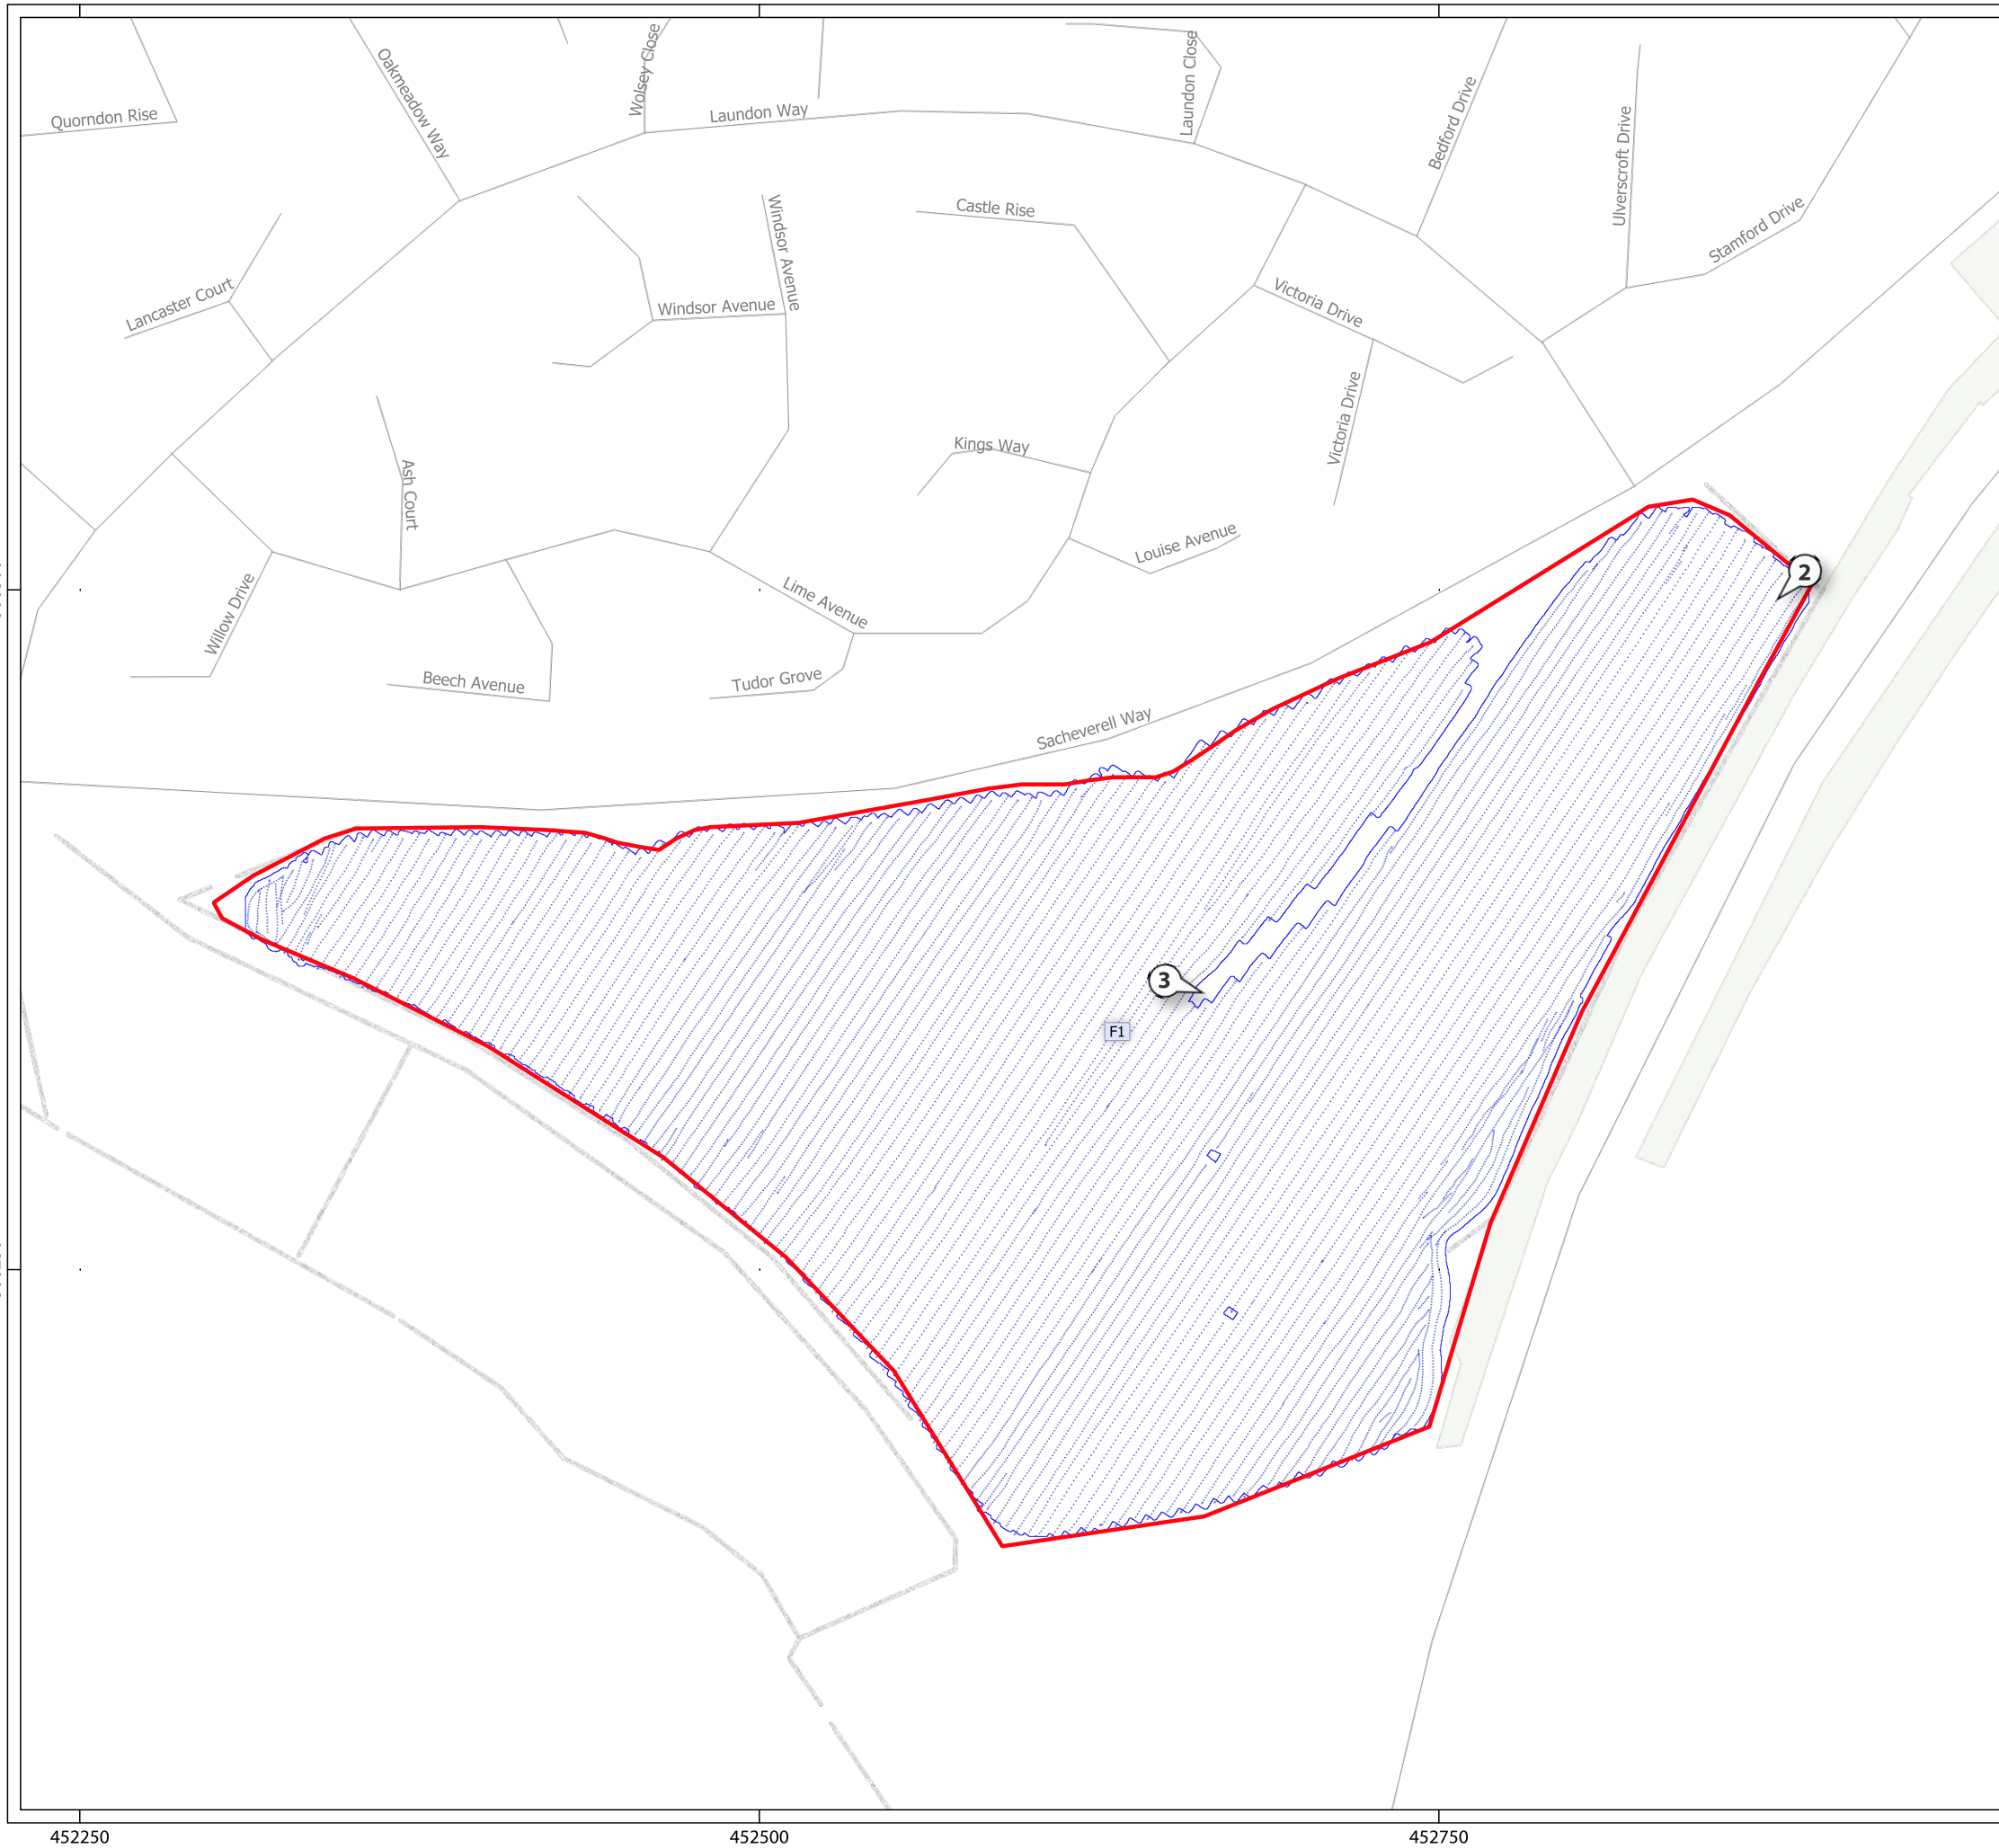 Quorndon Rise
Oakmeadow Way
Wolsey Close
Laundon Way
Laundon Close
Bedford Drive
Ulverscroft Drive
Stamford Drive
Lancaster Court
Windsor Avenue
Windsor Avenue
Castle Rise
Victoria Drive
Victoria Drive
Kings Way
Ash Court
Louise Avenue
Willow Drive
Lime Avenue
Beech Avenue
Tudor Grove
Sacheverell Way
2
3
F1
452250
452500
452750